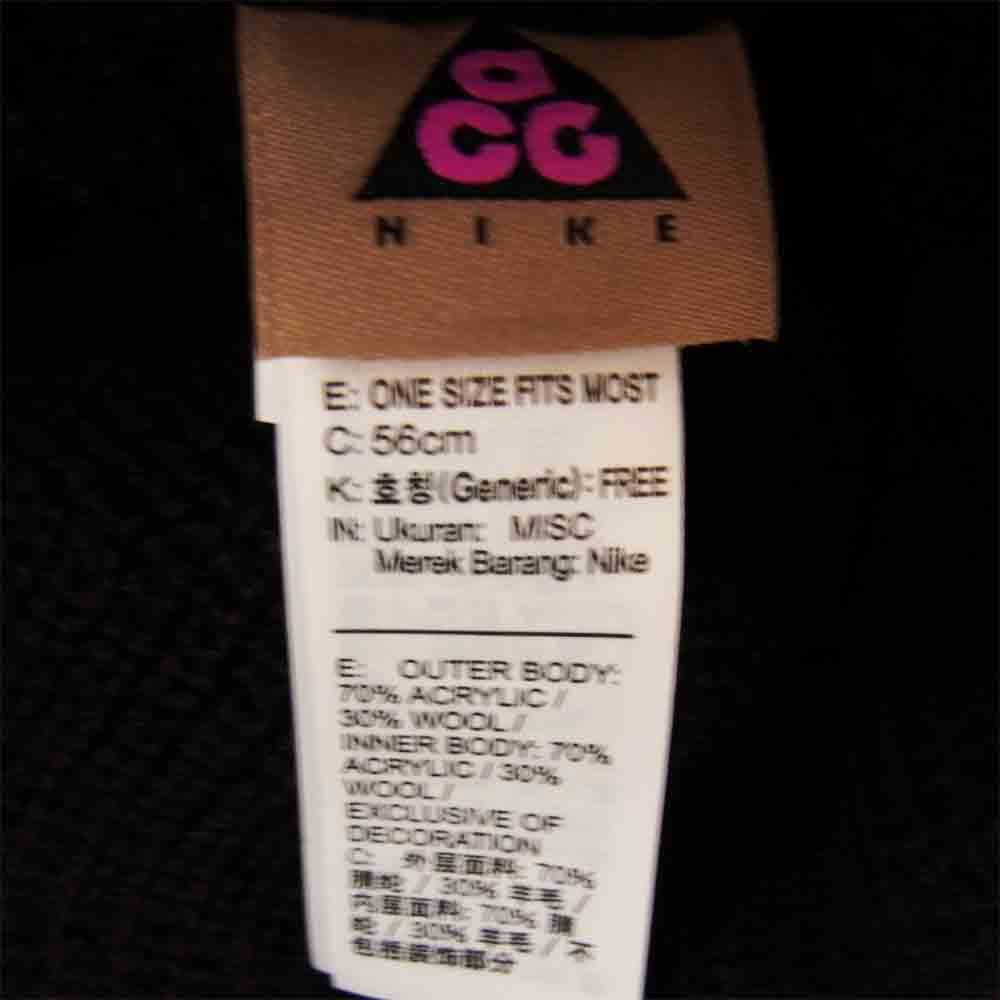 acg
NIKE
E: ONE SIZE FITS MOST
C: 56cm
K: 호칭(Generic): FREE
IN: Ukuran: MISC
Merek Barang: Nike
E: OUTER BODY:
70% ACRYLIC /
30% WOOL /
INNER BODY: 70%
ACRYLIC / 30%
WOOL /
EXCLUSIVE OF
DECORATION
C: 外层面料: 70%
腈纶 / 30% 羊毛 /
内层面料: 70% 腈
纶 / 30% 羊毛 / 不
包括装饰部分